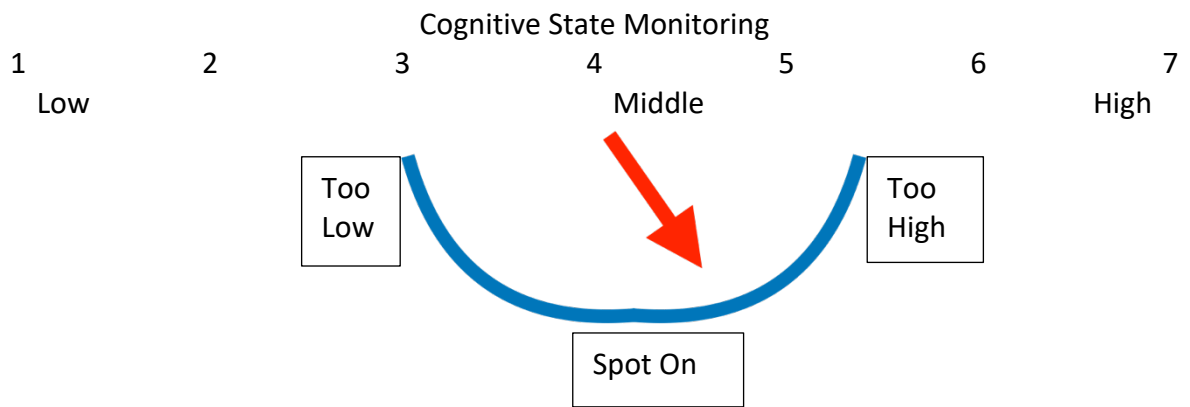 Cognitive State Monitoring
1 2 3 4 5 6 7
Low Middle High
Too
Low
Too
High
Spot On